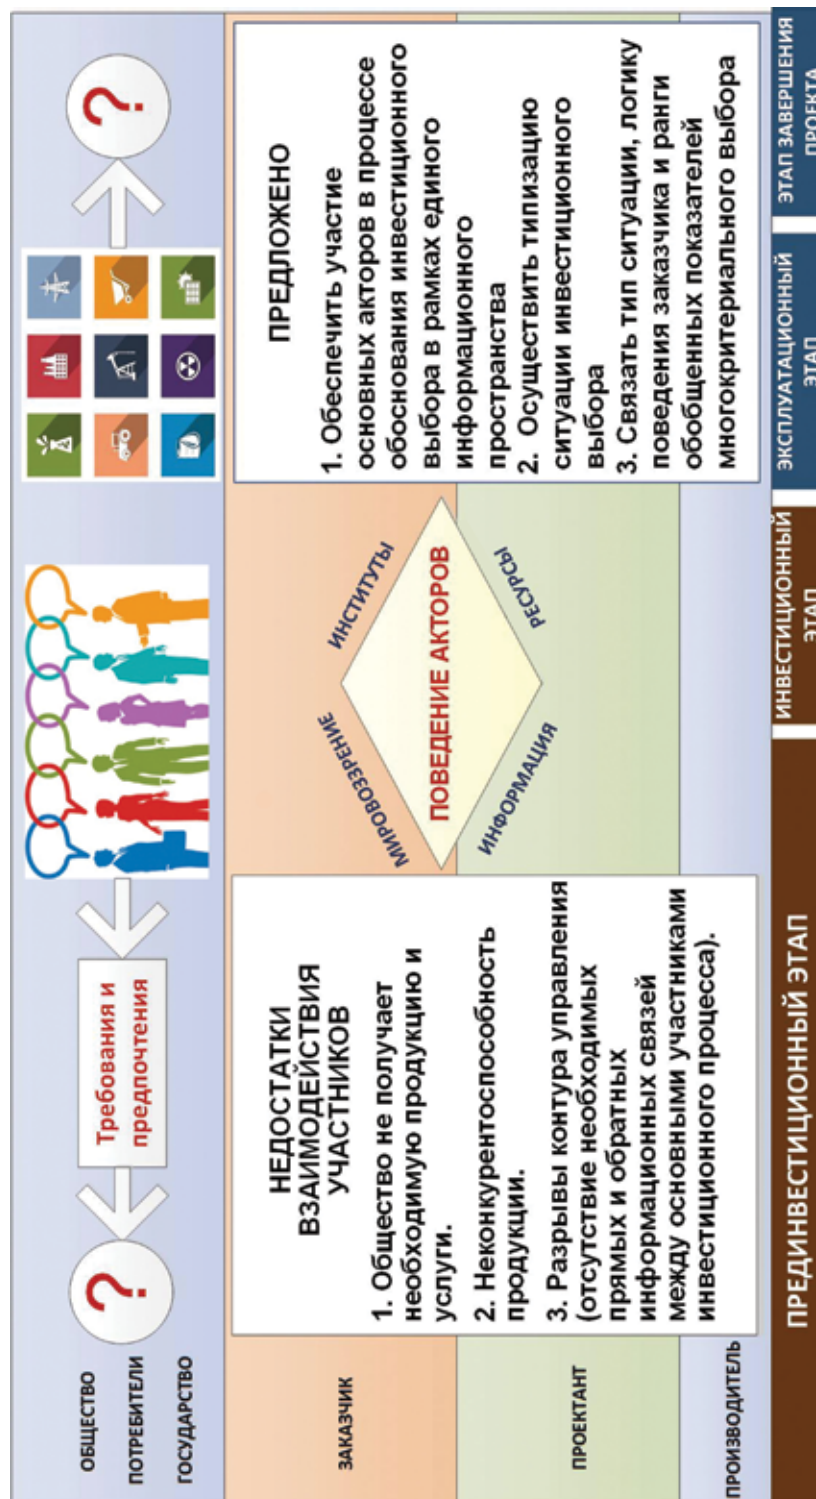 ОБЩЕСТВО
ПОТРЕБИТЕЛИ
ГОСУДАРСТВО
?
Требования и
предпочтения
?
ЗАКАЗЧИК
ПРОЕКТАНТ
ПРОИЗВОДИТЕЛЬ
НЕДОСТАТКИ
ВЗАИМОДЕЙСТВИЯ
УЧАСТНИКОВ
1. Общество не получает
необходимую продукцию и
услуги.
2. Неконкурентоспособность
продукции.
3. Разрывы контура управления
(отсутствие необходимых
прямых и обратных
информационных связей
между основными участниками
инвестиционного процесса).
МИРОВОЗЗРЕНИЕ
ИНСТИТУТЫ
ПОВЕДЕНИЕ АКТОРОВ
ИНФОРМАЦИЯ
РЕСУРСЫ
ПРЕДЛОЖЕНО
1. Обеспечить участие
основных акторов в процессе
обоснования инвестиционного
выбора в рамках единого
информационного
пространства
2. Осуществить типизацию
ситуации инвестиционного
выбора
3. Связать тип ситуации, логику
поведения заказчика и ранги
обобщенных показателей
многокритериального выбора
ПРЕДИНВЕСТИЦИОННЫЙ ЭТАП
ИНВЕСТИЦИОННЫЙ
ЭТАП
ЭКСПЛУАТАЦИОННЫЙ
ЭТАП
ЭТАП ЗАВЕРШЕНИЯ
ПРОЕКТА